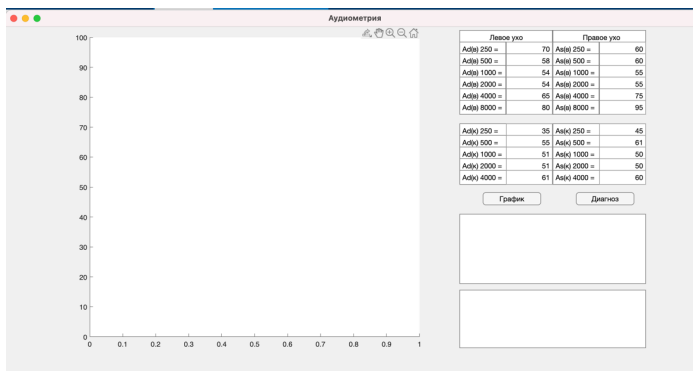 Аудиометрия
100
90
80
70
60
50
40
30
20
10
0
0 0.1 0.2 0.3 0.4 0.5 0.6 0.7 0.8 0.9 1
Левое ухо Правое ухо
Ad(в) 250 = 70 As(в) 250 = 60
Ad(в) 500 = 58 As(в) 500 = 60
Ad(в) 1000 = 54 As(в) 1000 = 55
Ad(в) 2000 = 54 As(в) 2000 = 55
Ad(в) 4000 = 65 As(в) 4000 = 75
Ad(в) 8000 = 80 As(в) 8000 = 95
Ad(к) 250 = 35 As(к) 250 = 45
Ad(к) 500 = 55 As(к) 500 = 61
Ad(к) 1000 = 51 As(к) 1000 = 50
Ad(к) 2000 = 51 As(к) 2000 = 50
Ad(к) 4000 = 61 As(к) 4000 = 60
График Диагноз